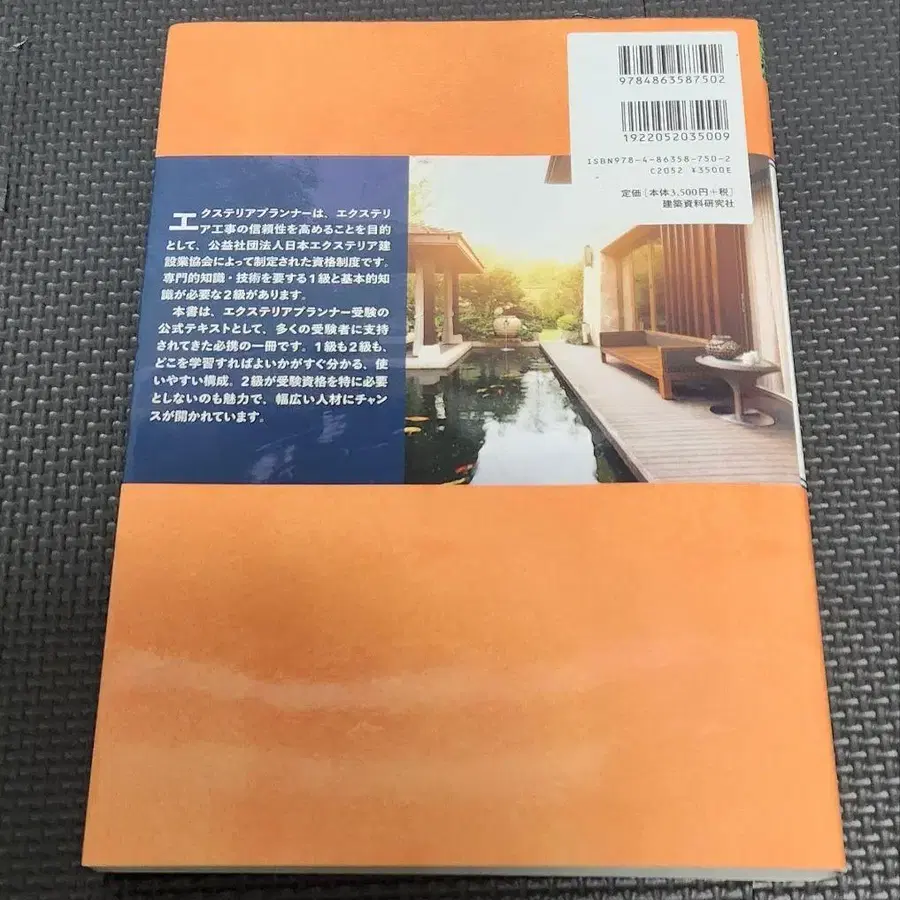 9784863587502
1922052035009
ISBN978-4-86358-750-2
C2052 ¥3500E
定価[本体3,500円+税]
建築資料研究社
エクステリアプランナーは、エクステリ
ア工事の信頼性を高めることを目的
として、公益社団法人日本エクステリア建
設業協会によって制定された資格制度です。
専門的知識・技術を要する1級と基本的知
識が必要な2級があります。
本書は、エクステリアプランナー受験の
公式テキストとして、多くの受験者に支持
されてきた必携の一冊です。1級も2級も、
どこを学習すればよいかがすぐ分かる、使
いやすい構成。2級が受験資格を特に必要
としないのも魅力で、幅広い人材にチャン
スが開かれています。